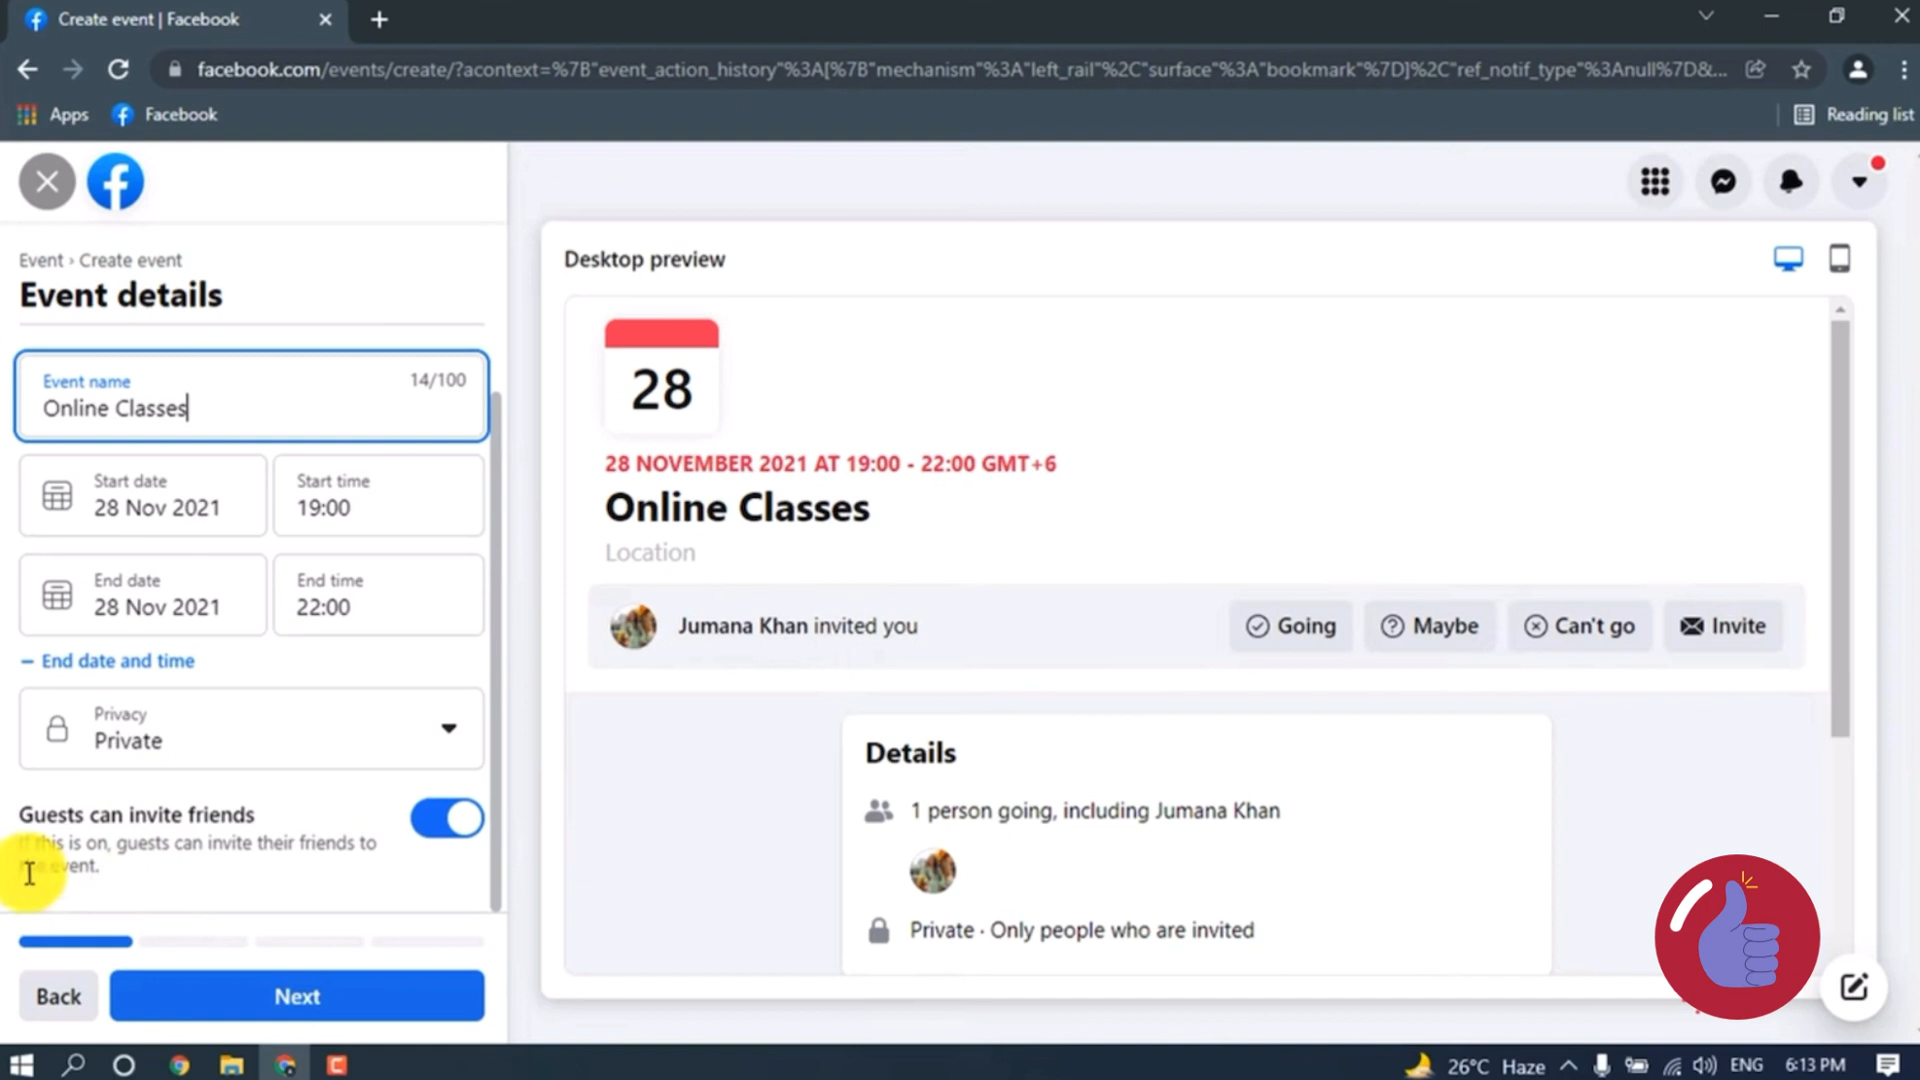 Create event | Facebook
facebook.com/events/create/?acontext=%7B"event_action_history"%3A[%7B"mechanism"%3A"left_rail"%2C"surface"%3A"bookmark"%7D]%2C"ref_notif_type"%3Anull%7D&...
Apps
Facebook
Reading list
Event › Create event
Event details
Event name
14/100
Online Classes
Start date
28 Nov 2021
Start time
19:00
End date
28 Nov 2021
End time
22:00
− End date and time
Privacy
Private
Guests can invite friends
If this is on, guests can invite their friends to
the event.
Back
Next
Desktop preview
28
28 NOVEMBER 2021 AT 19:00 - 22:00 GMT+6
Online Classes
Location
Jumana Khan invited you
Going
Maybe
Can't go
Invite
Details
1 person going, including Jumana Khan
Private · Only people who are invited
26°C Haze
ENG
6:13 PM